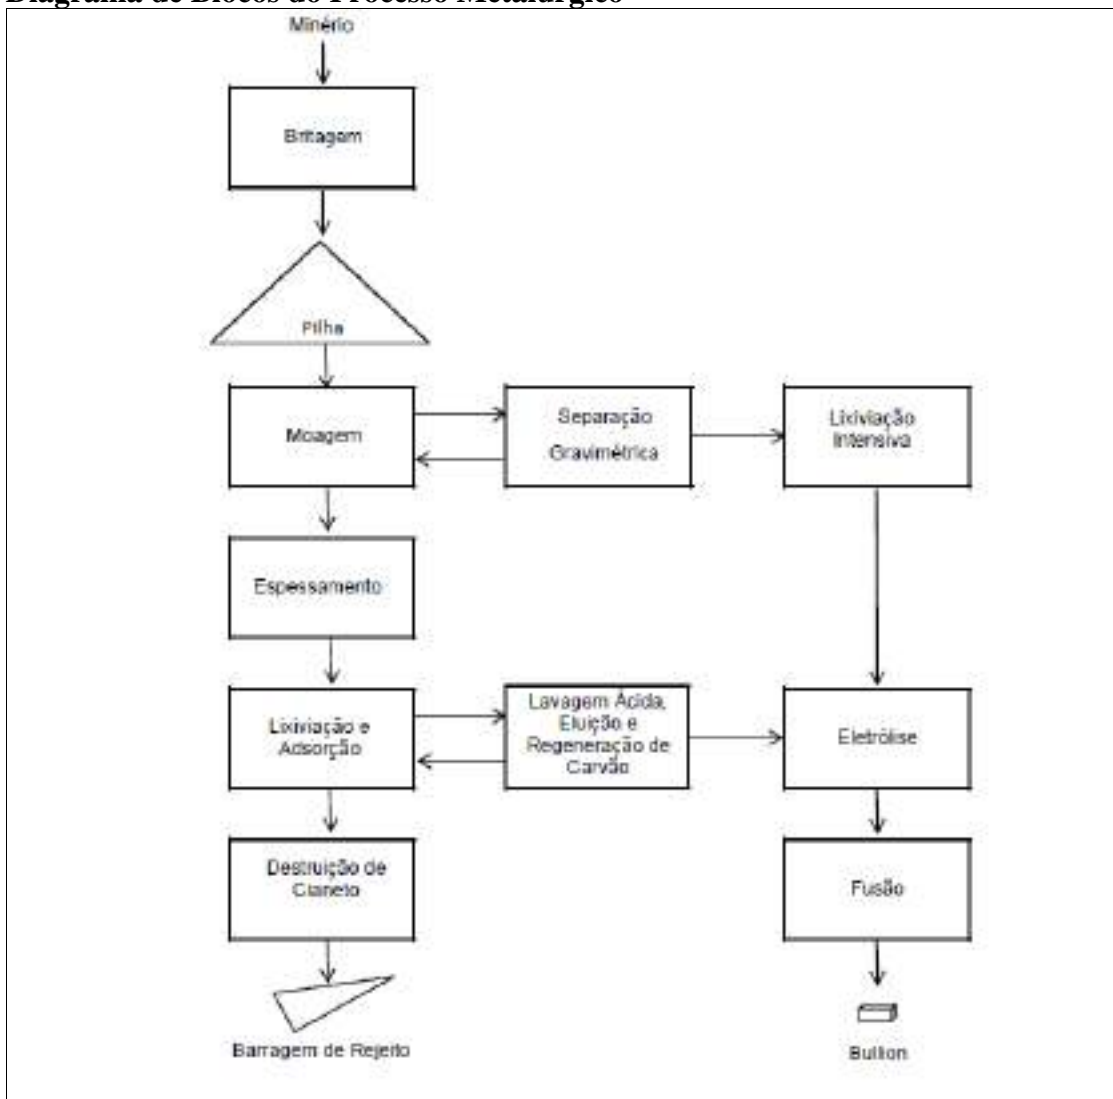 Diagrama de Blocos do Processo Metalúrgico
Minério
Britagem
Pilha
Moagem
Separação
Gravimétrica
Lixiviação
Intensiva
Espessamento
Lixiviação e
Adsorção
Lavagem Ácida,
Eluição e
Regeneração de
Carvão
Eletrólise
Destruição de
Cianeto
Fusão
Barragem de Rejeito
Bullion